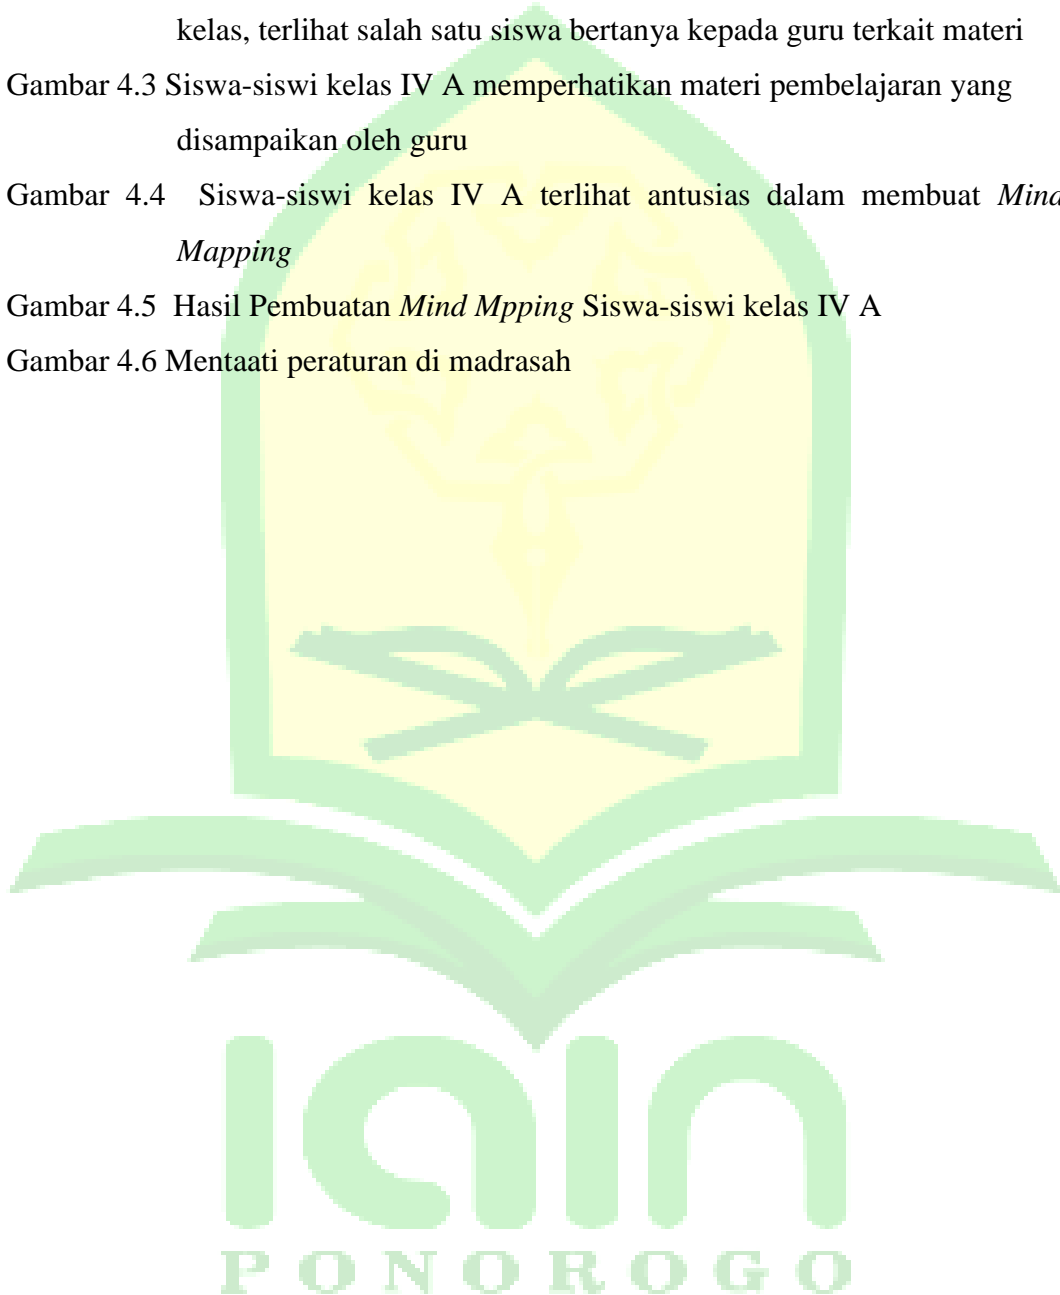 kelas, terlihat salah satu siswa bertanya kepada guru terkait materi
Gambar 4.3 Siswa-siswi kelas IV A memperhatikan materi pembelajaran yang
disampaikan oleh guru
Gambar 4.4 Siswa-siswi kelas IV A terlihat antusias dalam membuat Mind
Mapping
Gambar 4.5 Hasil Pembuatan Mind Mpping Siswa-siswi kelas IV A
Gambar 4.6 Mentaati peraturan di madrasah
iain
PONOROGO